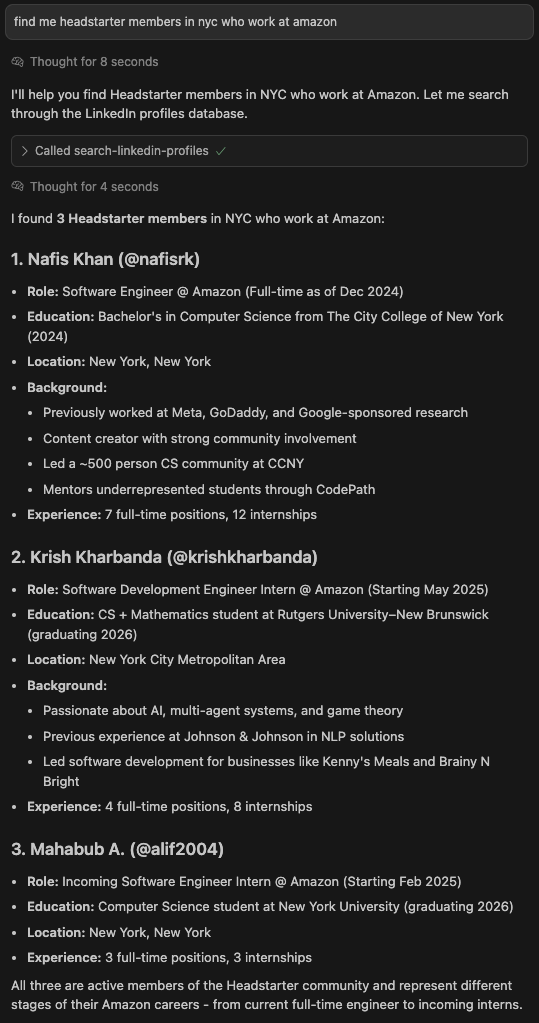 find me headstarter members in nyc who work at amazon
Thought for 8 seconds
I'll help you find Headstarter members in NYC who work at Amazon. Let me search
through the LinkedIn profiles database.
Called search-linkedin-profiles
Thought for 4 seconds
I found 3 Headstarter members in NYC who work at Amazon:
1. Nafis Khan (@nafisrk)
• Role: Software Engineer @ Amazon (Full-time as of Dec 2024)
• Education: Bachelor's in Computer Science from The City College of New York
(2024)
• Location: New York, New York
• Background:
• Previously worked at Meta, GoDaddy, and Google-sponsored research
• Content creator with strong community involvement
• Led a ~500 person CS community at CCNY
• Mentors underrepresented students through CodePath
• Experience: 7 full-time positions, 12 internships
2. Krish Kharbanda (@krishkharbanda)
• Role: Software Development Engineer Intern @ Amazon (Starting May 2025)
• Education: CS + Mathematics student at Rutgers University–New Brunswick
(graduating 2026)
• Location: New York City Metropolitan Area
• Background:
• Passionate about AI, multi-agent systems, and game theory
• Previous experience at Johnson & Johnson in NLP solutions
• Led software development for businesses like Kenny's Meals and Brainy N
Bright
• Experience: 4 full-time positions, 8 internships
3. Mahabub A. (@alif2004)
• Role: Incoming Software Engineer Intern @ Amazon (Starting Feb 2025)
• Education: Computer Science student at New York University (graduating 2026)
• Location: New York, New York
• Experience: 3 full-time positions, 3 internships
All three are active members of the Headstarter community and represent different
stages of their Amazon careers - from current full-time engineer to incoming interns.